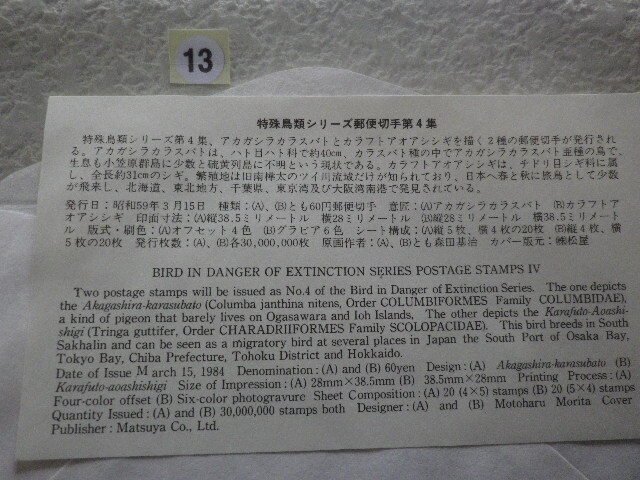 13
特殊鳥類シリーズ郵便切手第4集
特殊鳥類シリーズ第4集、アカガシラカラスバトとカラフトアオアシシギを描く2種の郵便切手が発行され
る。アカガシラカラスバトは、ハト目ハト科で約40cm、カラスバト種の中でアカガシラカラスバト亜種の鳥で、
生息も小笠原群島に少数と硫黄列島に不明という現状である。カラフトアオアシシギは、チドリ目シギ科に属
し、全長約31cmのシギ。繁殖地は旧南樺太のツイ川流域だけが知られており、日本へ春と秋に旅鳥として少数
が飛来し、北海道、東北地方、千葉県、東京湾及び大阪湾南港で発見されている。
発行日：昭和59年3月15日 種類：(A)、(B)とも60円郵便切手 意匠：(A)アカガシラカラスバト (B)カラフトア
オアシシギ 印面寸法：(A)縦38.5ミリメートル 横28ミリメートル (B)縦28ミリメートル 横38.5ミリメート
ル 版式・刷色：(A)オフセット4色 (B)グラビア6色 シート構成：(A)縦5枚、横4枚の20枚 (B)縦4枚、横
5枚の20枚 発行枚数：(A)、(B)各30,000,000枚 原画作者：(A)、(B)とも森田基治 カバー版元：㈱松屋
BIRD IN DANGER OF EXTINCTION SERIES POSTAGE STAMPS IV
Two postage stamps will be issued as No.4 of the Bird in Danger of Extinction Series. The one depicts
the Akagashira-karasubato (Columba janthina nitens, Order COLUMBIFORMES Family COLUMBIDAE),
a kind of pigeon that barely lives on Ogasawara and Ioh Islands, The other depicts the Karafuto-Aoashi-
shigi (Tringa guttifer, Order CHARADRIIFORMES Family SCOLOPACIDAE). This bird breeds in South
Sakhalin and can be seen as a migratory bird at several places in Japan the South Port of Osaka Bay,
Tokyo Bay, Chiba Prefecture, Tohoku District and Hokkaido.
Date of Issue March 15, 1984 Denomination: (A) and (B) 60yen Design: (A) Akagashira-karasubato (B)
Karafuto-aoashishigi Size of Impression: (A) 28mm×38.5mm (B) 38.5mm×28mm Printing Process: (A)
Four-color offset (B) Six-color photogravure Sheet Composition: (A) 20 (4×5) stamps (B) 20 (5×4) stamps
Quantity Issued: (A) and (B) 30,000,000 stamps both Designer: (A) and (B) Motoharu Morita Cover
Publisher: Matsuya Co., Ltd.